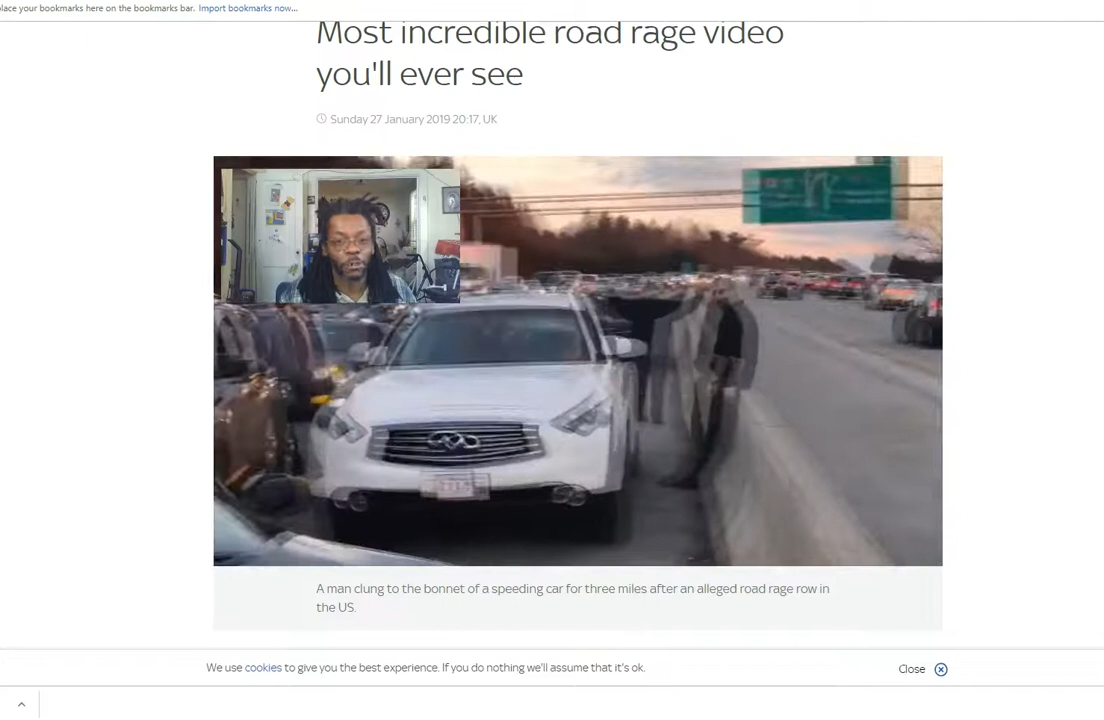 place your bookmarks here on the bookmarks bar. Import bookmarks now...
Most incredible road rage video
you'll ever see
Sunday 27 January 2019 20:17, UK
A man clung to the bonnet of a speeding car for three miles after an alleged road rage row in
the US.
We use cookies to give you the best experience. If you do nothing we'll assume that it's ok.
Close